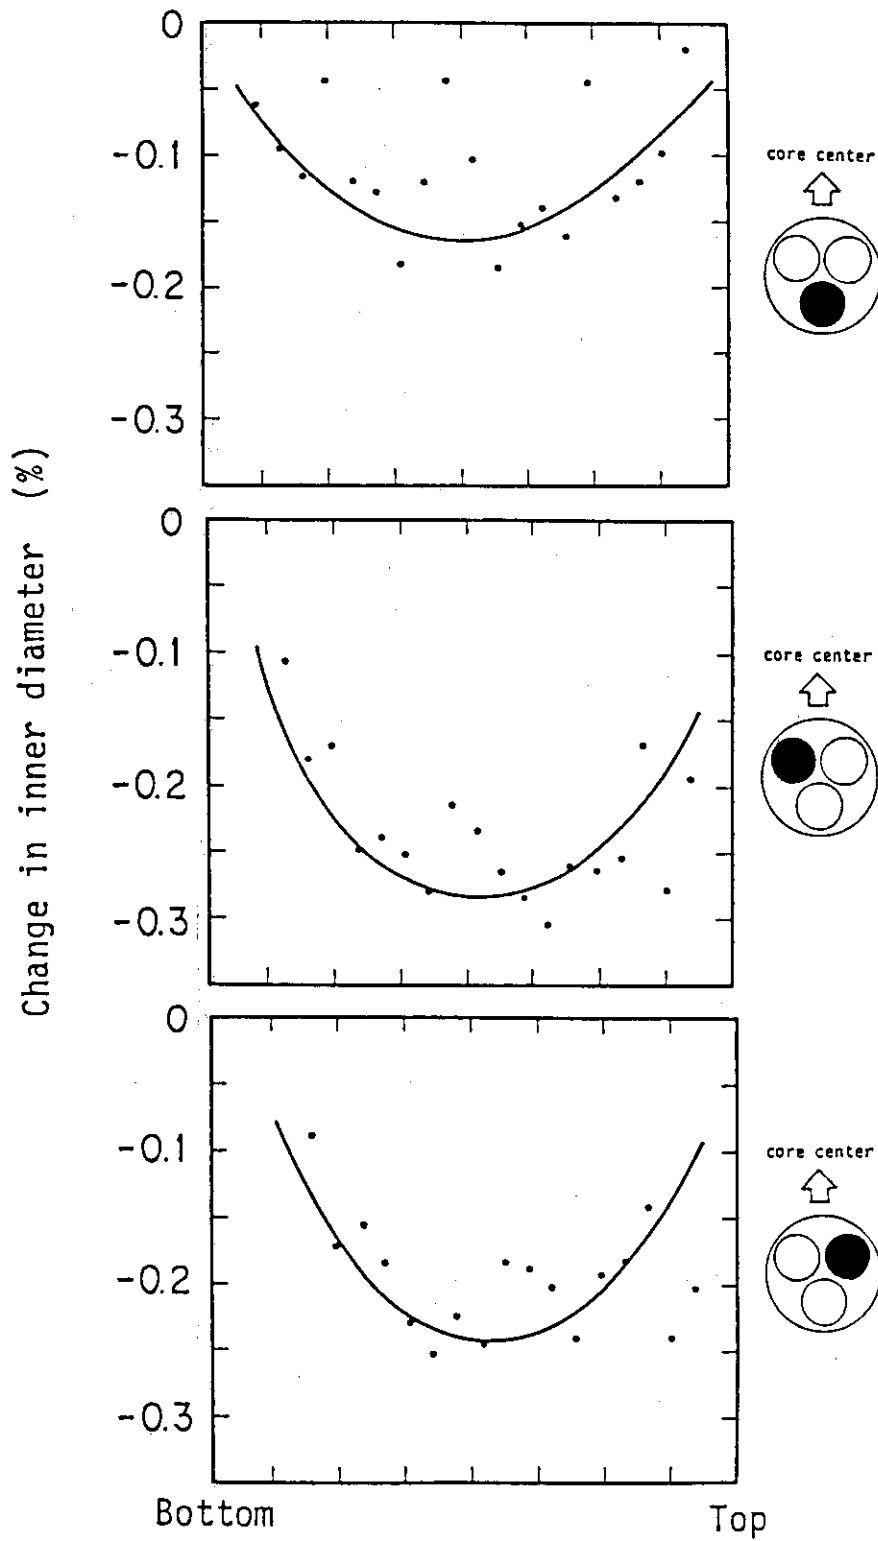 Change in inner diameter (%)
0
-0.1
-0.2
-0.3
core center
0
-0.1
-0.2
-0.3
core center
0
-0.1
-0.2
-0.3
core center
Bottom
Top